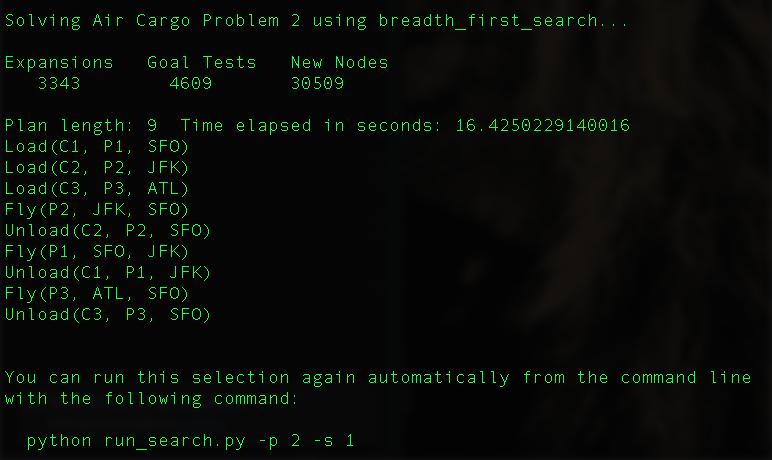 Solving Air Cargo Problem 2 using breadth_first_search...
Expansions   Goal Tests   New Nodes
   3343        4609       30509
Plan length: 9  Time elapsed in seconds: 16.4250229140016
Load(C1, P1, SFO)
Load(C2, P2, JFK)
Load(C3, P3, ATL)
Fly(P2, JFK, SFO)
Unload(C2, P2, SFO)
Fly(P1, SFO, JFK)
Unload(C1, P1, JFK)
Fly(P3, ATL, SFO)
Unload(C3, P3, SFO)
You can run this selection again automatically from the command line
with the following command:
  python run_search.py -p 2 -s 1